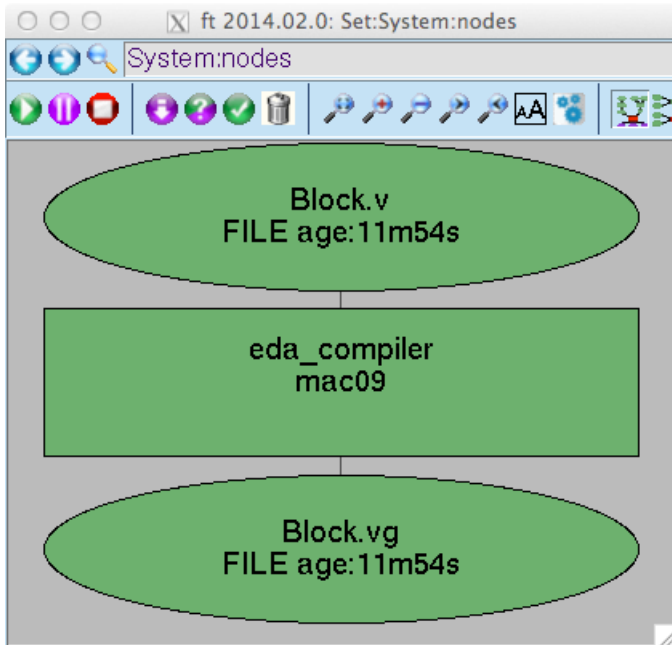 ft 2014.02.0: Set:System:nodes
System:nodes
AA
Block.v
FILE age:11m54s
eda_compiler
mac09
Block.vg
FILE age:11m54s